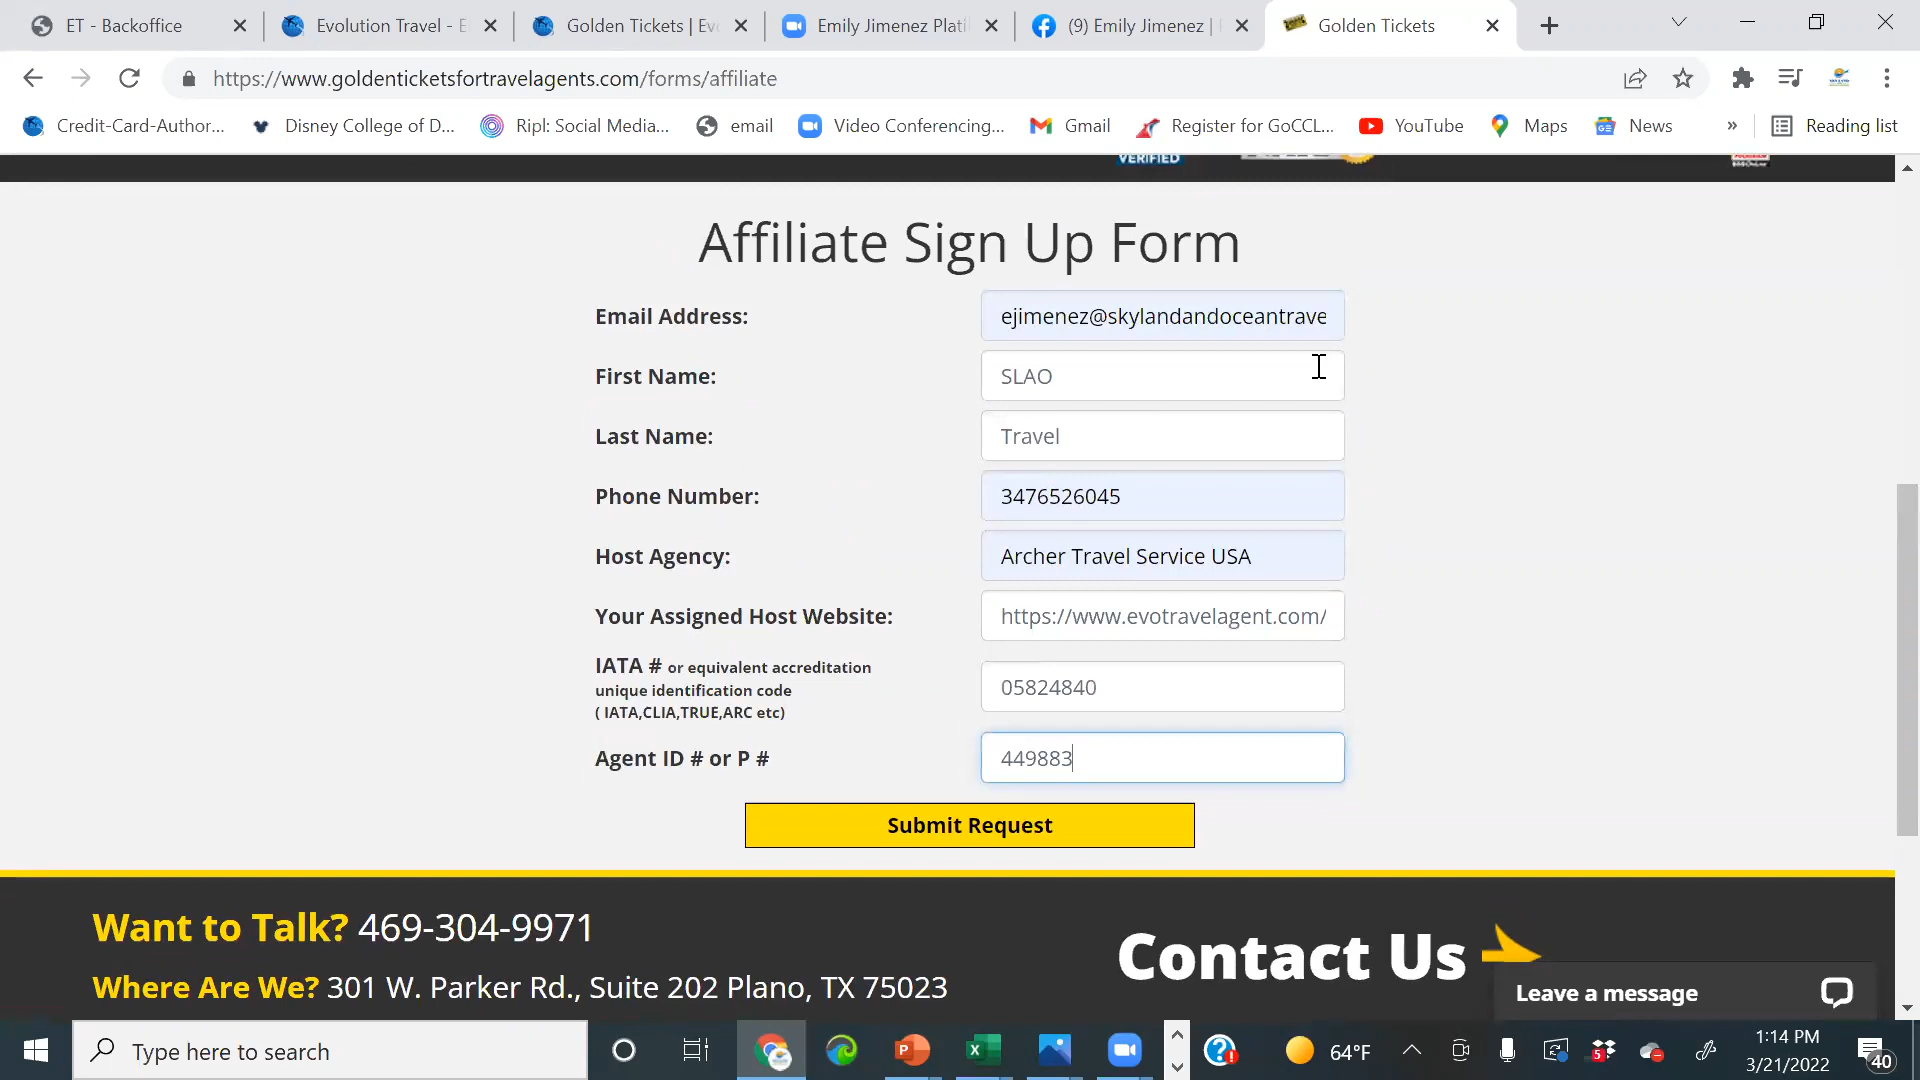 ET - Backoffice
Evolution Travel - E
Golden Tickets | Evo
Emily Jimenez Plati
(9) Emily Jimenez |
Golden Tickets
https://www.goldenticketsfortravelagents.com/forms/affiliate
Credit-Card-Author...
Disney College of D...
Ripl: Social Media...
email
Video Conferencing...
Gmail
Register for GoCCL...
YouTube
Maps
News
»
Reading list
VERIFIED
Affiliate Sign Up Form
Email Address:
ejimenez@skylandandoceantrave
First Name:
SLAO
Last Name:
Travel
Phone Number:
3476526045
Host Agency:
Archer Travel Service USA
Your Assigned Host Website:
https://www.evotravelagent.com/
IATA # or equivalent accreditation
unique identification code
( IATA,CLIA,TRUE,ARC etc)
05824840
Agent ID # or P #
449883
Submit Request
Want to Talk? 469-304-9971
Where Are We? 301 W. Parker Rd., Suite 202 Plano, TX 75023
Contact Us
Leave a message
Type here to search
64°F
5
1:14 PM
3/21/2022
40